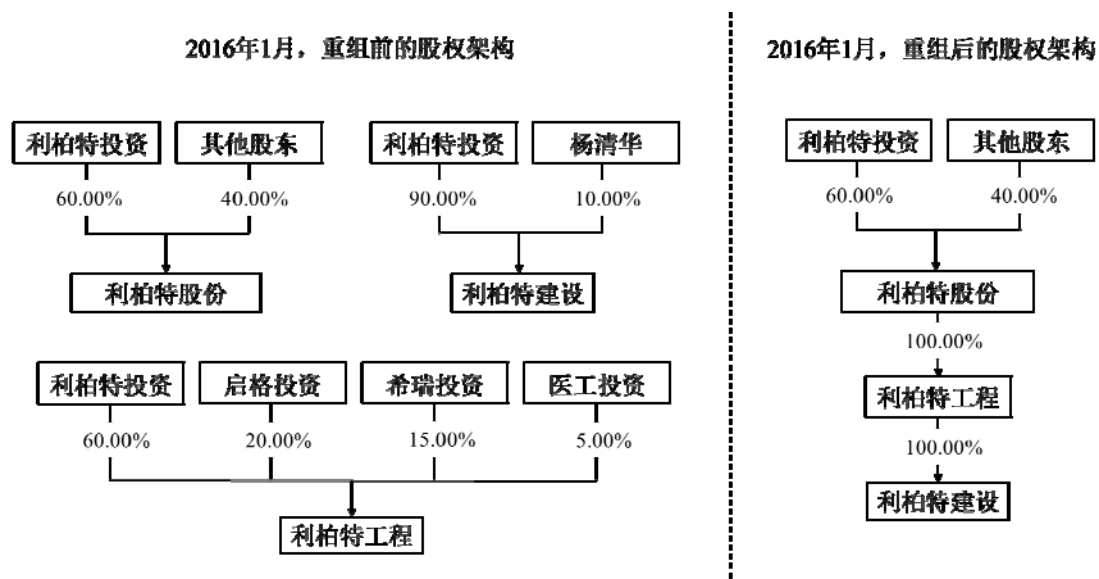 2016年1月，重组前的股权架构
利柏特投资 其他股东 利柏特投资 杨清华
60.00% 40.00% 90.00% 10.00%
利柏特股份 利柏特建设
利柏特投资 启格投资 希瑞投资 医工投资
60.00% 20.00% 15.00% 5.00%
利柏特工程
2016年1月，重组后的股权架构
利柏特投资 其他股东
60.00% 40.00%
利柏特股份
100.00%
利柏特工程
100.00%
利柏特建设